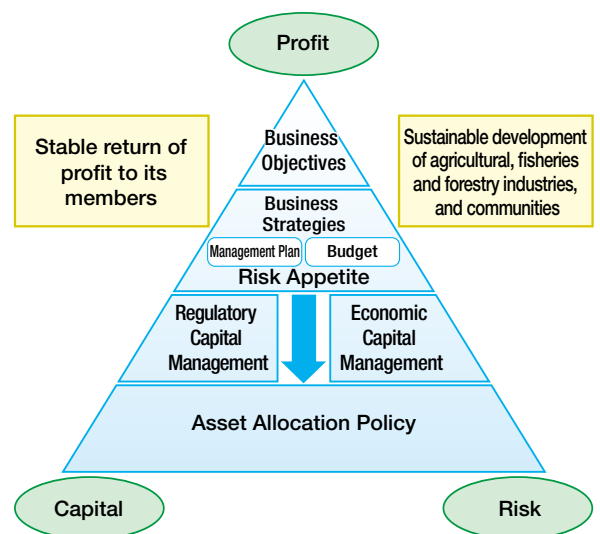 Profit
Stable return of
profit to its
members
Business
Objectives
Sustainable development
of agricultural, fisheries
and forestry industries,
and communities
Business
Strategies
Management Plan
Budget
Risk Appetite
Regulatory
Capital
Management
Economic
Capital
Management
Asset Allocation Policy
Capital
Risk